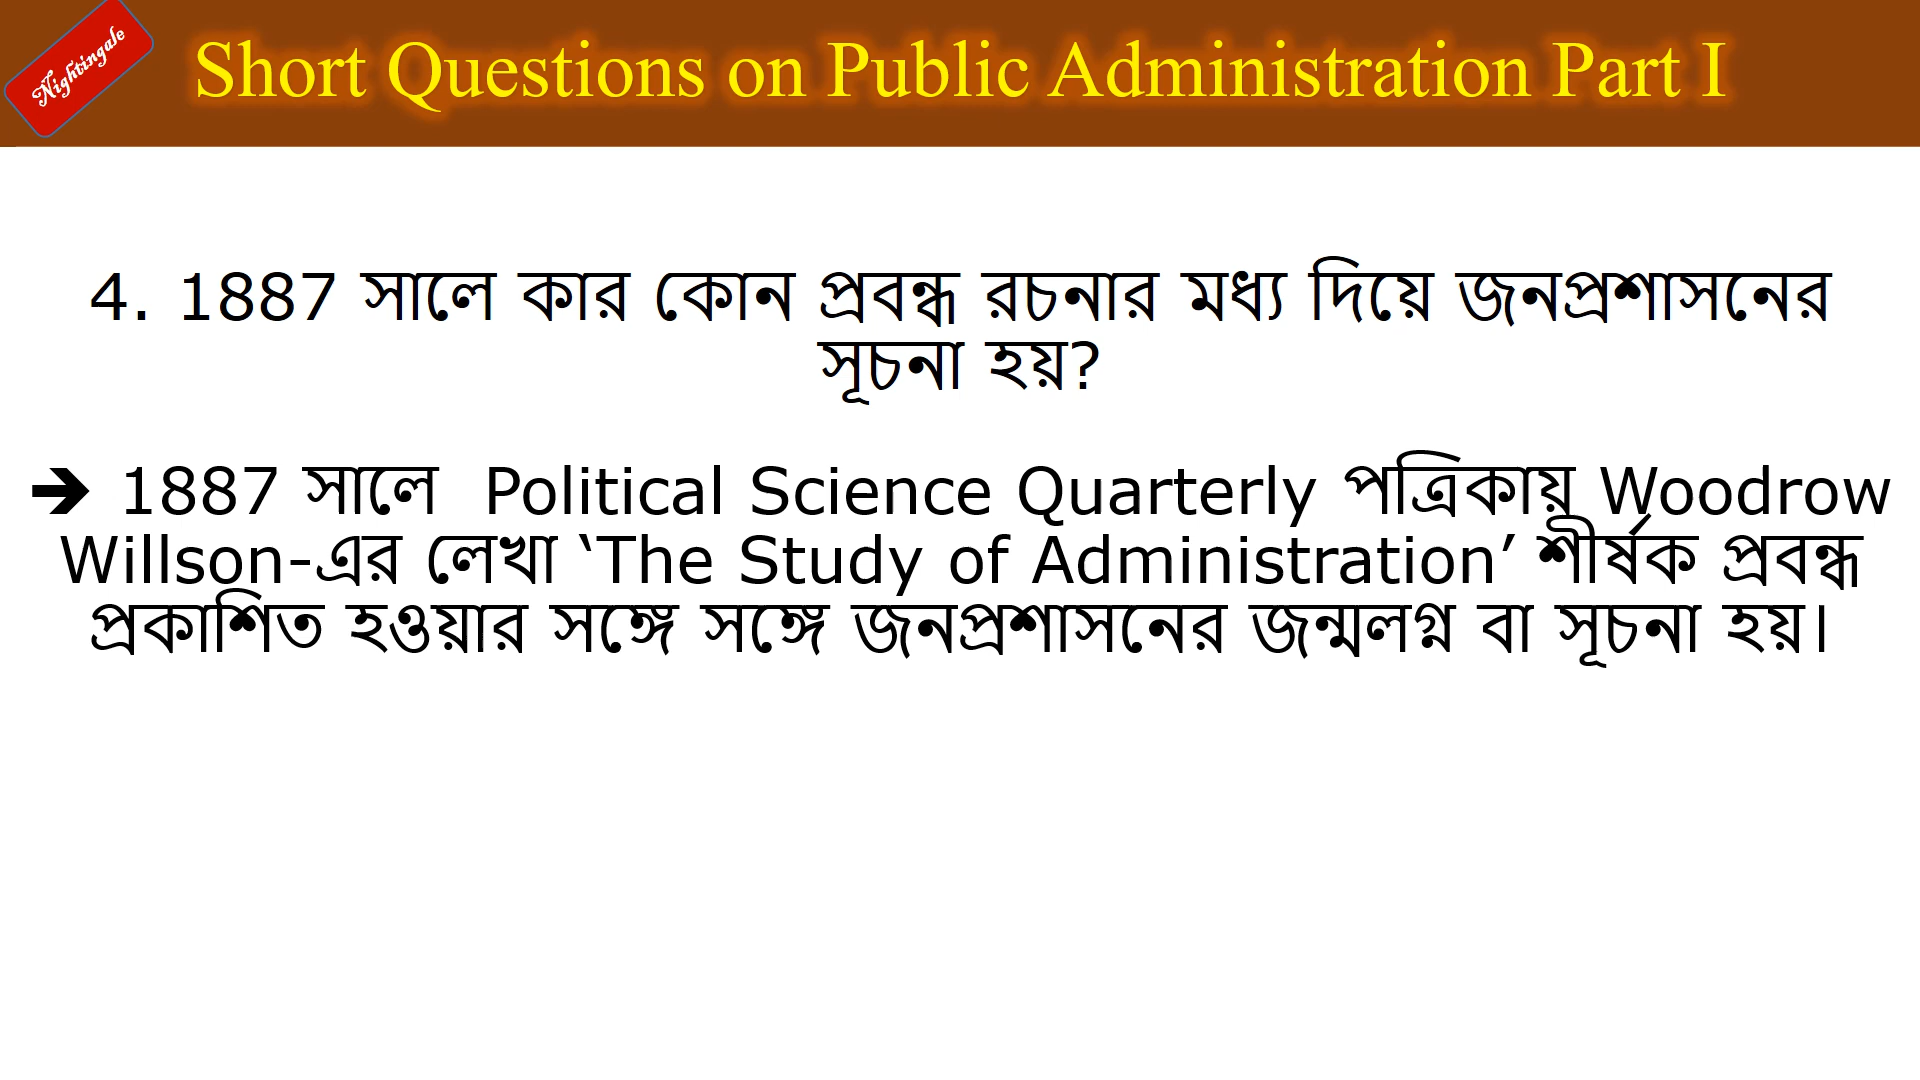 Nightingale
Short Questions on Public Administration Part I
4. 1887 সালে কার কোন প্রবন্ধ রচনার মধ্য দিয়ে জনপ্রশাসনের
সূচনা হয়?
🡺 1887 সালে  Political Science Quarterly পত্রিকায় Woodrow
Willson-এর লেখা ‘The Study of Administration’ শীর্ষক প্রবন্ধ
প্রকাশিত হওয়ার সঙ্গে সঙ্গে জনপ্রশাসনের জন্মলগ্ন বা সূচনা হয়।